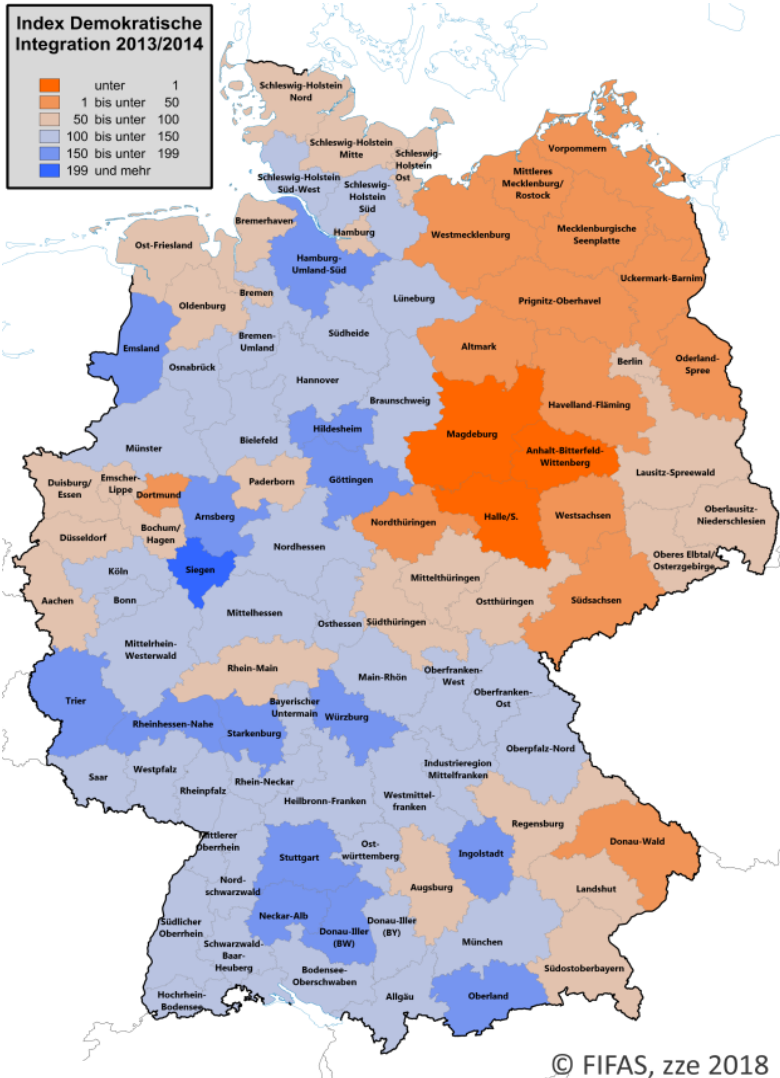 Index Demokratische
Integration 2013/2014
unter 1
1 bis unter 50
50 bis unter 100
100 bis unter 150
150 bis unter 199
199 und mehr
Schleswig-Holstein
Nord
Schleswig-Holstein
Mitte
Schleswig-
Holstein
Ost
Schleswig-Holstein
Süd-West
Schleswig-
Holstein
Süd
Vorpommern
Mittleres
Mecklenburg/
Rostock
Bremerhaven
Hamburg
Westmecklenburg
Mecklenburgische
Seenplatte
Ost-Friesland
Hamburg-
Umland-Süd
Uckermark-Barnim
Oldenburg
Bremen
Lüneburg
Prignitz-Oberhavel
Emsland
Bremen-
Umland
Südheide
Altmark
Berlin
Oderland-
Spree
Osnabrück
Hannover
Braunschweig
Havelland-Fläming
Hildesheim
Magdeburg
Münster
Bielefeld
Anhalt-Bitterfeld-
Wittenberg
Göttingen
Lausitz-Spreewald
Duisburg/
Essen
Emscher-
Lippe
Dortmund
Paderborn
Arnsberg
Oberlausitz-
Niederschlesien
Bochum/
Hagen
Nordthüringen
Halle/S.
Westsachsen
Düsseldorf
Nordhessen
Oberes Elbtal/
Osterzgebirge
Siegen
Köln
Mittelthüringen
Aachen
Bonn
Ostthüringen
Südsachsen
Mittelhessen
Osthessen
Südthüringen
Mittelrhein-
Westerwald
Rhein-Main
Main-Rhön
Oberfranken-
West
Oberfranken-
Ost
Trier
Bayerischer
Untermain
Würzburg
Rheinhessen-Nahe
Starkenburg
Oberpfalz-Nord
Saar
Westpfalz
Rhein-Neckar
Industrieregion
Mittelfranken
Rheinpfalz
Heilbronn-Franken
Westmittel-
franken
Regensburg
Mittlerer
Oberrhein
Donau-Wald
Stuttgart
Ost-
württemberg
Ingolstadt
Nord-
schwarzwald
Augsburg
Landshut
Neckar-Alb
Donau-Iller
(BW)
Donau-Iller
(BY)
Südlicher
Oberrhein
München
Schwarzwald-
Baar-
Heuberg
Bodensee-
Oberschwaben
Südostoberbayern
Hochrhein-
Bodensee
Allgäu
Oberland
© FIFAS, zze 2018